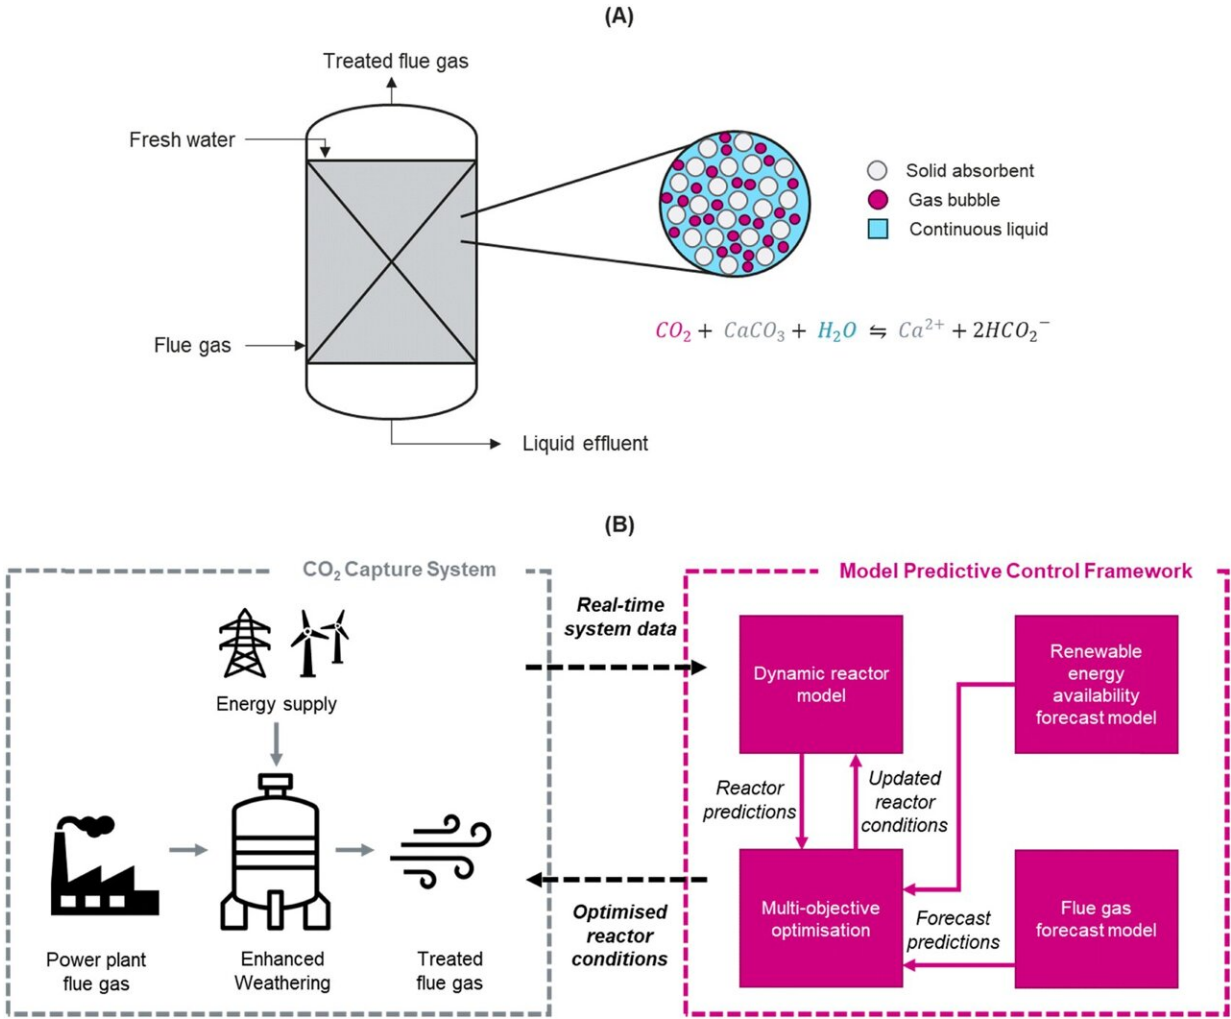 (A)
Treated flue gas
Fresh water
Flue gas
Liquid effluent
Solid absorbent
Gas bubble
Continuous liquid
CO₂ + CaCO₃ + H₂O ⇋ Ca²⁺ + 2HCO₂⁻
(B)
CO₂ Capture System
Energy supply
Power plant
flue gas
Enhanced
Weathering
Treated
flue gas
Real-time
system data
Optimised
reactor
conditions
Model Predictive Control Framework
Dynamic reactor
model
Renewable
energy
availability
forecast model
Reactor
predictions
Updated
reactor
conditions
Multi-objective
optimisation
Forecast
predictions
Flue gas
forecast model